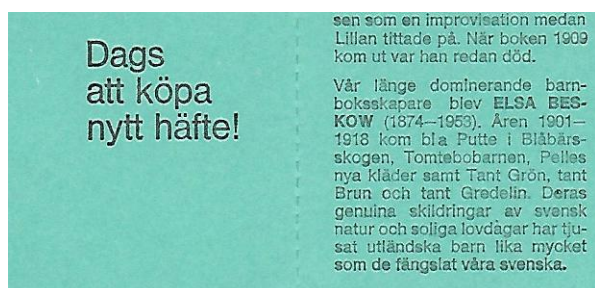 Dags
att köpa
nytt häfte!
sen som en improvisation medan
Lillan tittade på. När boken 1909
kom ut var han redan död.
Vår länge dominerande barn-
boksskapare blev ELSA BES-
KOW (1874—1953). Åren 1901—
1918 kom bla Putte i Blåbärs-
skogen, Tomtebobarnen, Pelles
nya kläder samt Tant Grön, tant
Brun och tant Gredelin. Deras
genuina skildringar av svensk
natur och soliga lovdagar har tju-
sat utländska barn lika mycket
som de fängslat våra svenska.